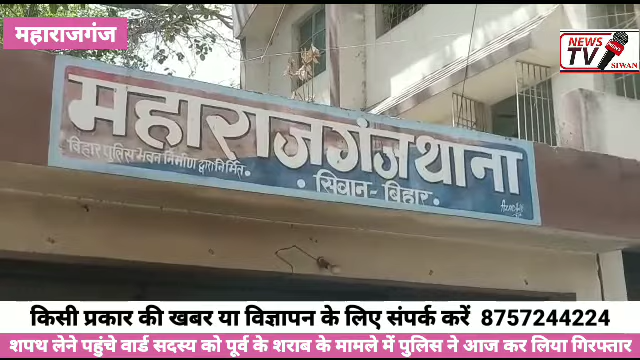 महाराजगंज
NEWS
TV
SIWAN
महाराजगंज थाना
बिहार पुलिस भवन निर्माण द्वारा निर्मित.
• सिवान - बिहार •
किसी प्रकार की खबर या विज्ञापन के लिए संपर्क करें 8757244224
शपथ लेने पहुंचे वार्ड सदस्य को पूर्व के शराब के मामले में पुलिस ने आज कर लिया गिरफ्तार